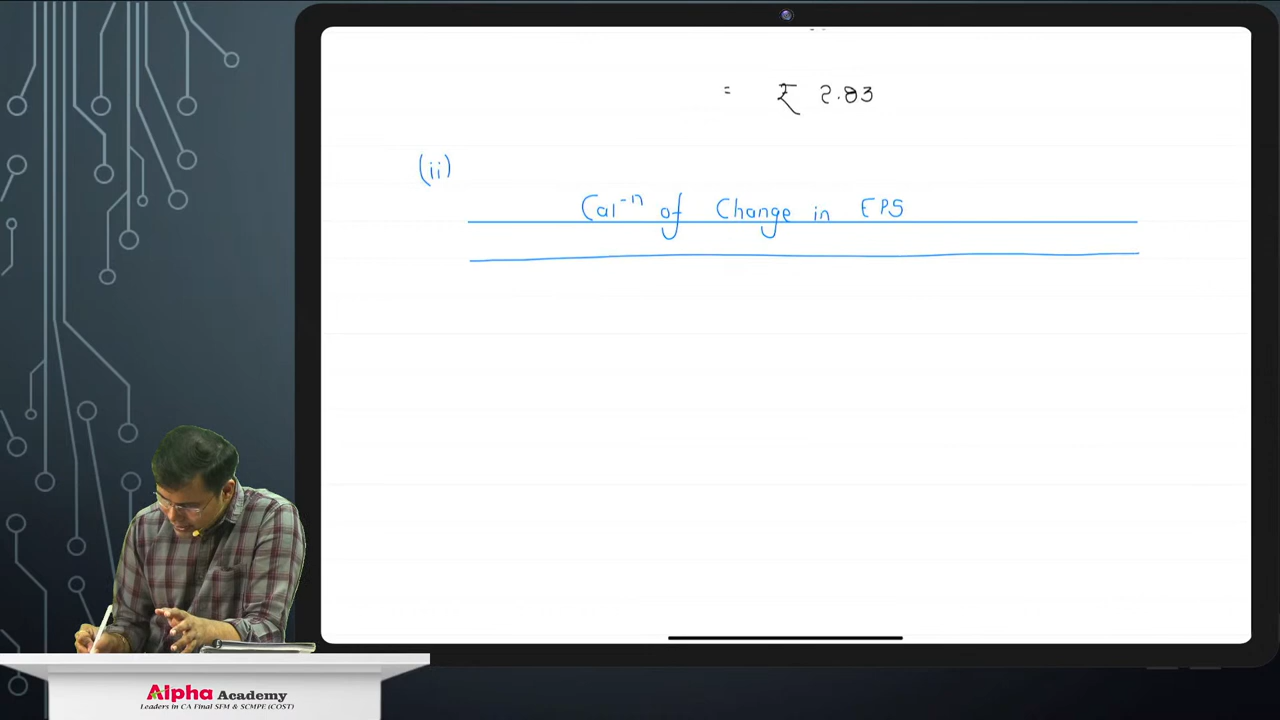 = ₹ 2.83
(ii)
Cal⁻ⁿ of Change in EPS
Alpha Academy
Leaders in CA Final SFM & SCMPE (COST)